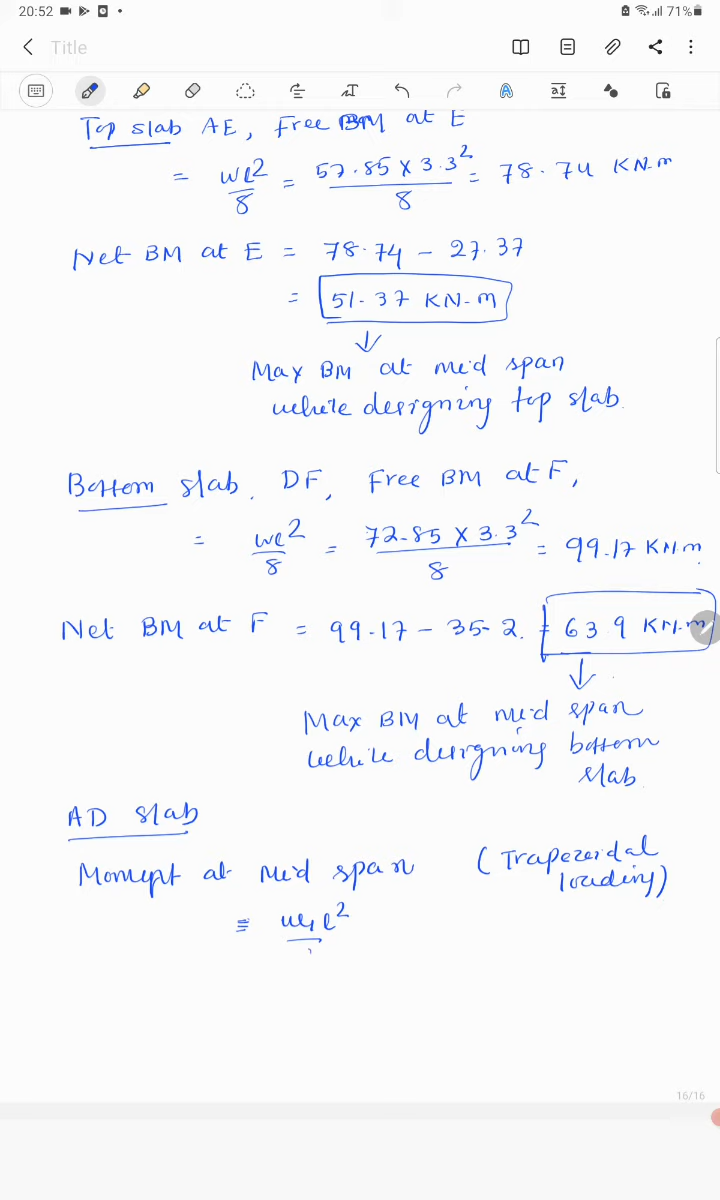 20:52
71%
Title
Top slab AE, Free BM at E
= wl²/8 = 57.85 x 3.3²/8 = 78.74 KN-m
Net BM at E = 78.74 - 27.37
= 51.37 KN-m
↓
Max BM at mid span
while designing top slab.
Bottom slab, DF, Free BM at F,
= wl²/8 = 72.85 x 3.3²/8 = 99.17 KN.m
Net BM at F = 99.17 - 35.2. = 63.9 KN.m
↓
Max BM at mid span
while designing bottom
slab
AD slab
Moment at mid span (Trapezoidal
loading)
= w₁l²
16/16